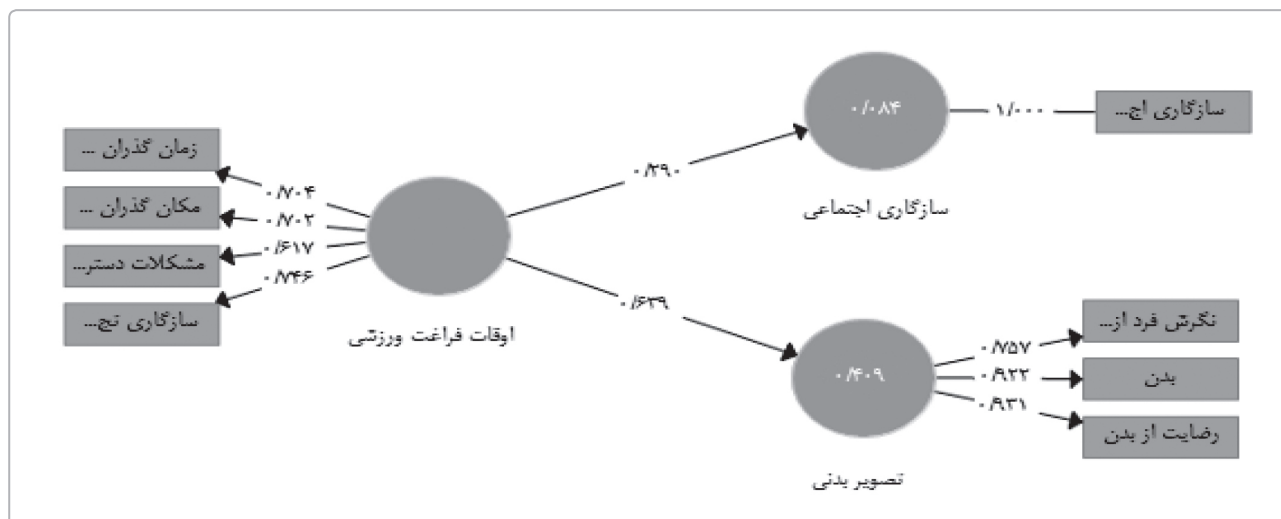 زمان گذران ...
مکان گذران ...
مشکلات دستر...
سازگاری تج...
۰/۷۰۴
۰/۷۰۲
۰/۶۱۷
۰/۷۴۶
اوقات فراغت ورزشی
۰/۲۹۰
۰/۶۳۹
۰/۰۸۴
سازگاری اجتماعی
۱/۰۰۰
سازگاری اج...
۰/۴۰۹
تصویر بدنی
۰/۷۵۷
۰/۹۲۲
۰/۹۳۱
نگرش فرد از...
بدن
رضایت از بدن